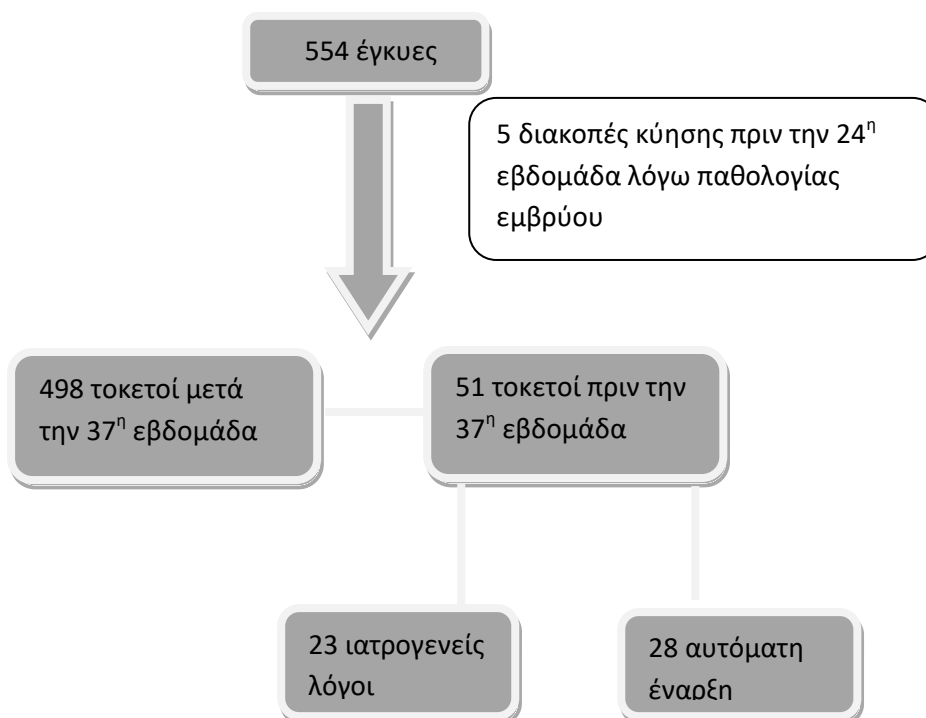 554 έγκυες
5 διακοπές κύησης πριν την 24η
εβδομάδα λόγω παθολογίας
εμβρύου
498 τοκετοί μετά
την 37η εβδομάδα
51 τοκετοί πριν την
37η εβδομάδα
23 ιατρογενείς
λόγοι
28 αυτόματη
έναρξη